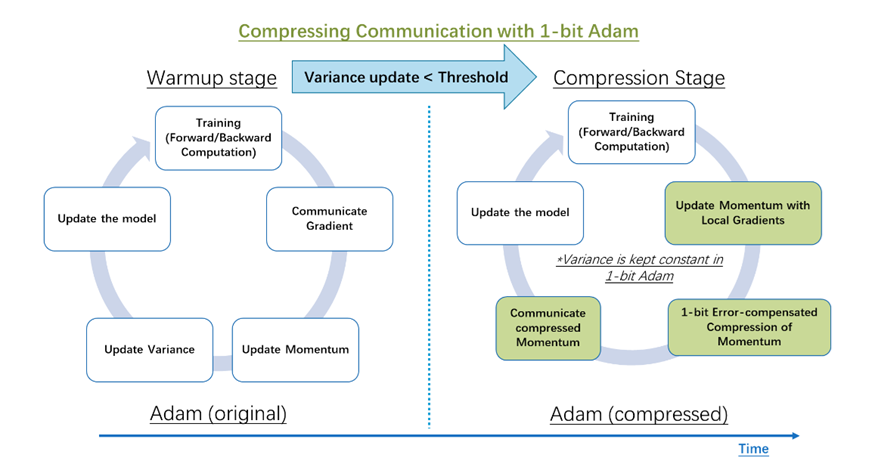 Compressing Communication with 1-bit Adam
Warmup stage
Variance update < Threshold
Compression Stage
Training
(Forward/Backward
Computation)
Communicate
Gradient
Update Momentum
Update Variance
Update the model
Training
(Forward/Backward
Computation)
Update Momentum with
Local Gradients
1-bit Error-compensated
Compression of
Momentum
Communicate
compressed
Momentum
Update the model
*Variance is kept constant in
1-bit Adam
Adam (original)
Adam (compressed)
Time